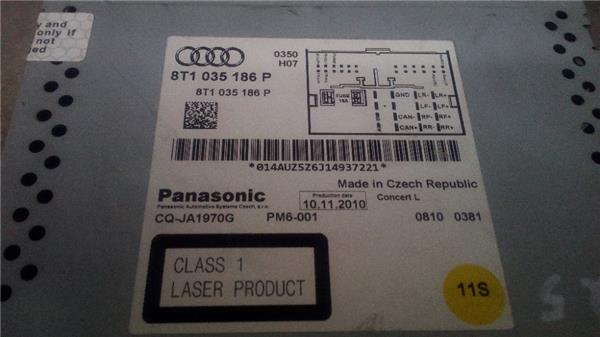 y and
only if
not
ed
0350
H07
8T1 035 186 P
8T1 035 186 P
FUSE
10A
GND LR- LR+
LF- LF+
CAN- RF- RF+
CAN+ RR- RR+
*014AUZ5Z6J14937221*
Made in Czech Republic
Panasonic
Panasonic Automotive Systems Czech, s.r.o.
Production date
10.11.2010
Concert L
CQ-JA1970G PM6-001 0810 0381
CLASS 1
LASER PRODUCT
11S